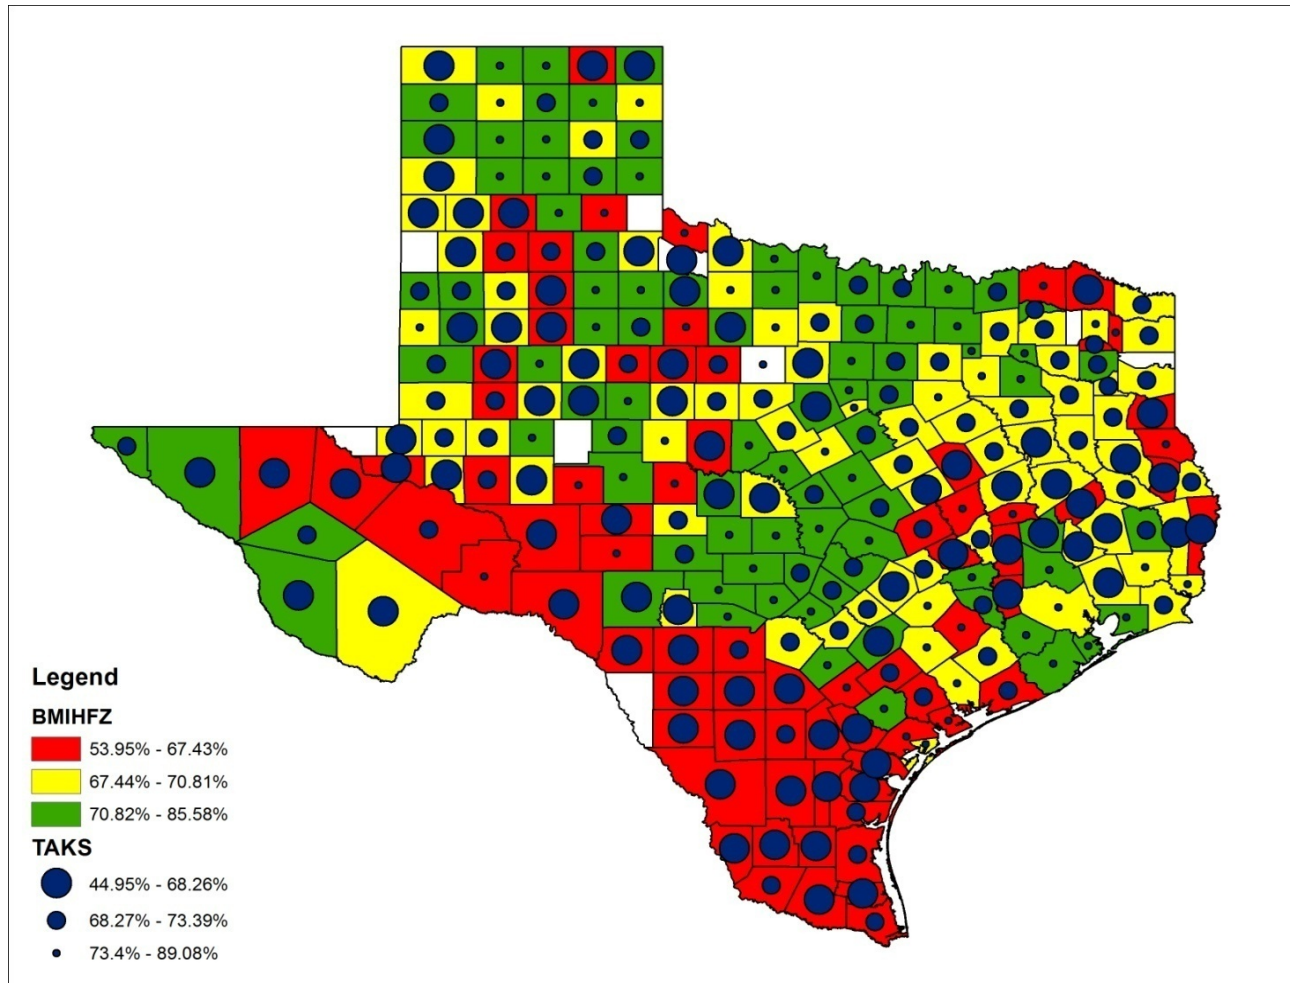 Legend
BMIHFZ
53.95% - 67.43%
67.44% - 70.81%
70.82% - 85.58%
TAKS
44.95% - 68.26%
68.27% - 73.39%
73.4% - 89.08%